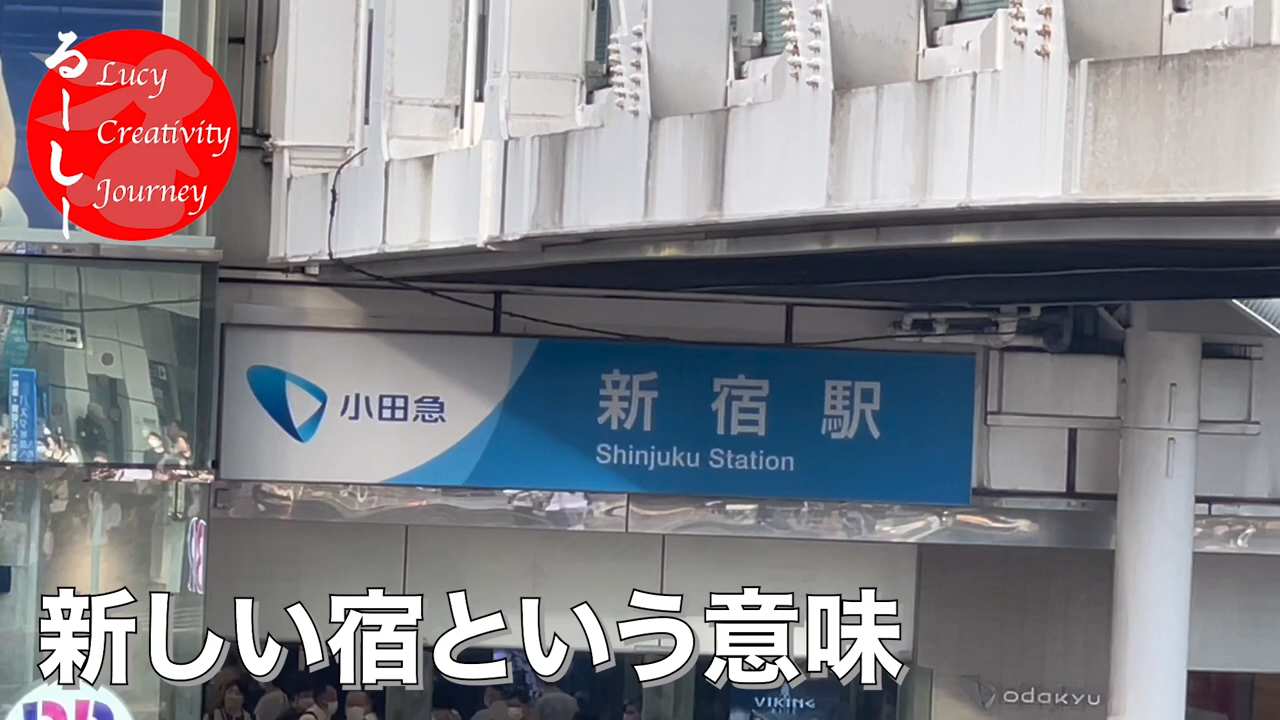 るーしー
Lucy
Creativity
Journey
小田急
新宿駅
Shinjuku Station
新しい宿という意味
VIKING
odakyu